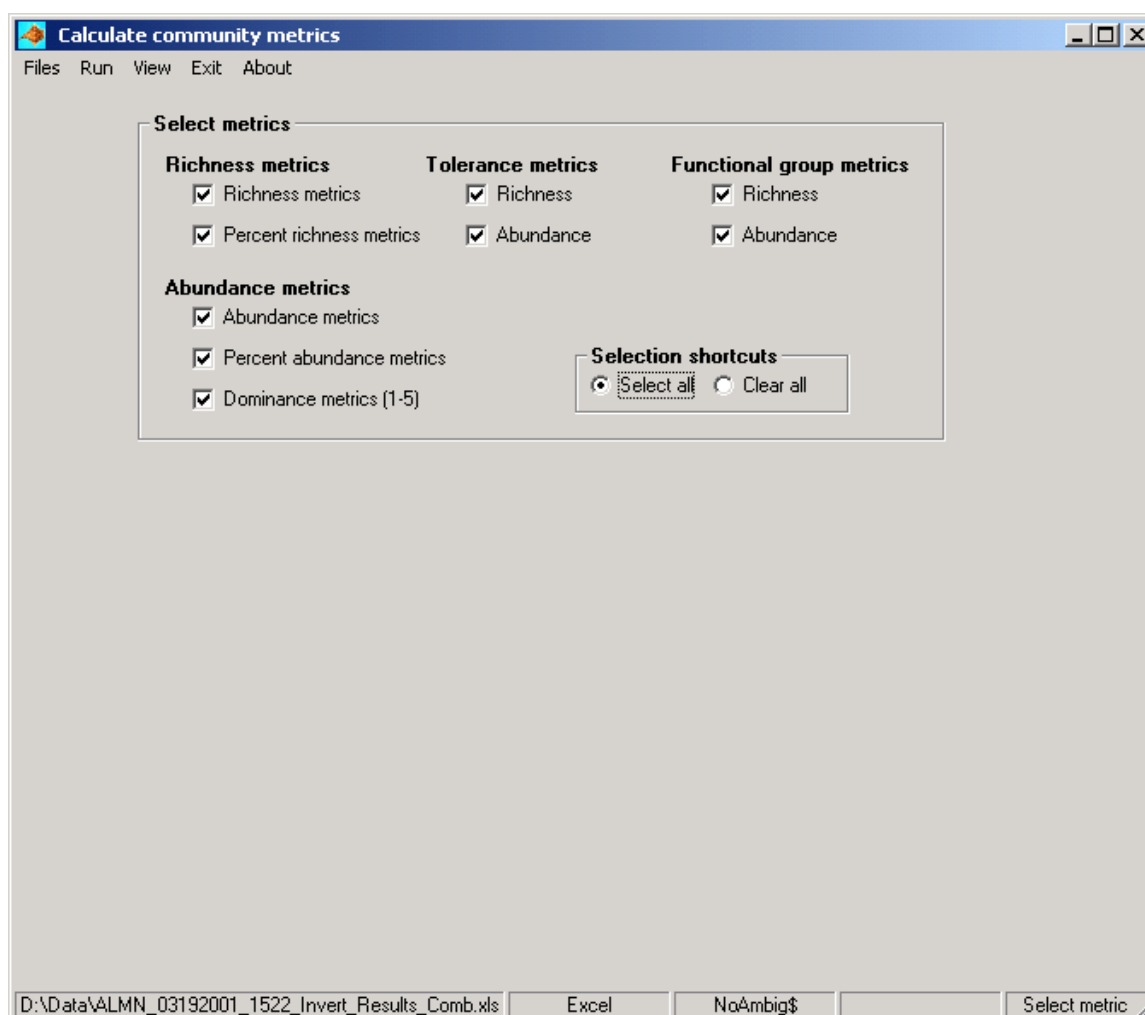 Calculate community metrics
Files Run View Exit About
Select metrics
Richness metrics Tolerance metrics Functional group metrics
Richness metrics Richness Richness
Percent richness metrics Abundance Abundance
Abundance metrics
Abundance metrics
Percent abundance metrics
Dominance metrics (1-5)
Selection shortcuts
Select all Clear all
D:\Data\ALMN_03192001_1522_Invert_Results_Comb.xls Excel NoAmbig$ Select metric